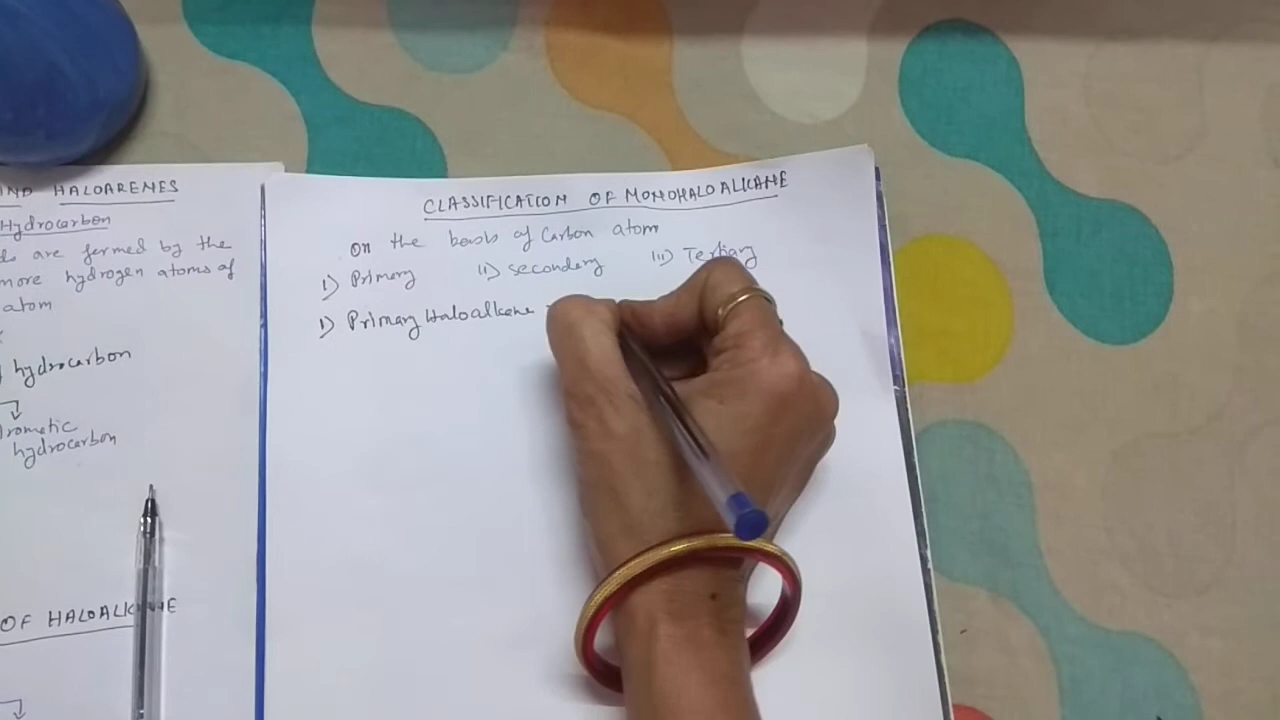 AND HALOARENES
Hydrocarbon
are formed by the
more hydrogen atoms of
atom
hydrocarbon
hydrocarbon
OF HALOALKANE
CLASSIFICATION OF MONOHALOALKANE
On the basis of Carbon atom
I) Primary II) Secondary III) Tertiary
I) Primary Haloalkane